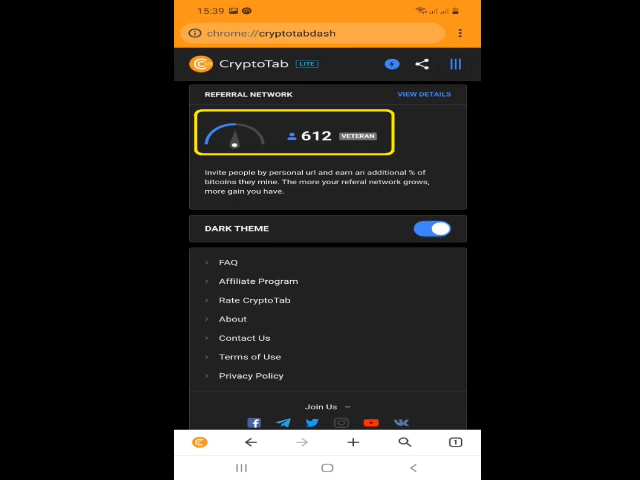 15:39
chrome://cryptotabdash
CryptoTab LITE
REFERRAL NETWORK
VIEW DETAILS
612 VETERAN
Invite people by personal url and earn an additional % of
bitcoins they mine. The more your referal network grows,
more gain you have.
DARK THEME
FAQ
Affiliate Program
Rate CryptoTab
About
Contact Us
Terms of Use
Privacy Policy
Join Us
1